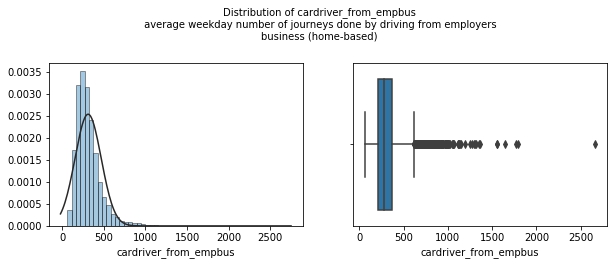 Distribution of cardriver_from_empbus
average weekday number of journeys done by driving from employers
business (home-based)
0.0035
0.0030
0.0025
0.0020
0.0015
0.0010
0.0005
0.0000
0 500 1000 1500 2000 2500
cardriver_from_empbus
0 500 1000 1500 2000 2500
cardriver_from_empbus